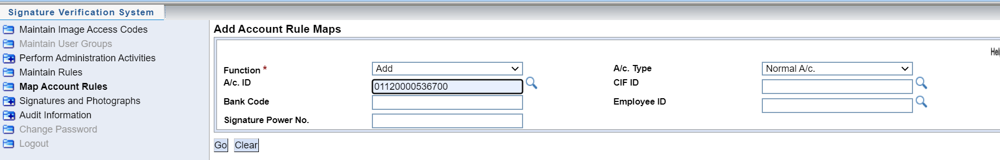 Signature Verification System
Maintain Image Access Codes
Maintain User Groups
Perform Administration Activities
Maintain Rules
Map Account Rules
Signatures and Photographs
Audit Information
Change Password
Logout
Add Account Rule Maps
Function * Add A/c. Type Normal A/c.
A/c. ID 01120000536700 CIF ID
Bank Code Employee ID
Signature Power No.
Go Clear